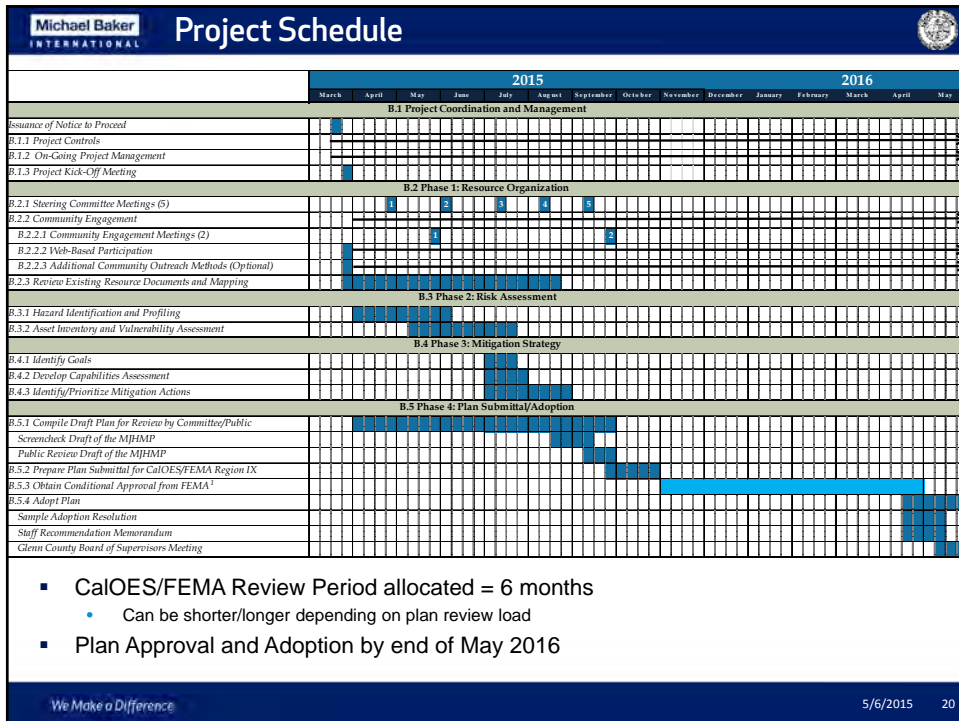 Michael Baker
INTERNATIONAL
Project Schedule
2015 2016
March April May June July August September October November December January February March April May
B.1 Project Coordination and Management
Issuance of Notice to Proceed
B.1.1 Project Controls
B.1.2 On-Going Project Management
B.1.3 Project Kick-Off Meeting
B.2 Phase 1: Resource Organization
B.2.1 Steering Committee Meetings (5) 1 2 3 4 5
B.2.2 Community Engagement
B.2.2.1 Community Engagement Meetings (2) 1 2
B.2.2.2 Web-Based Participation
B.2.2.3 Additional Community Outreach Methods (Optional)
B.2.3 Review Existing Resource Documents and Mapping
B.3 Phase 2: Risk Assessment
B.3.1 Hazard Identification and Profiling
B.3.2 Asset Inventory and Vulnerability Assessment
B.4 Phase 3: Mitigation Strategy
B.4.1 Identify Goals
B.4.2 Develop Capabilities Assessment
B.4.3 Identify/Prioritize Mitigation Actions
B.5 Phase 4: Plan Submittal/Adoption
B.5.1 Compile Draft Plan for Review by Committee/Public
Screencheck Draft of the MJHMP
Public Review Draft of the MJHMP
B.5.2 Prepare Plan Submittal for CalOES/FEMA Region IX
B.5.3 Obtain Conditional Approval from FEMA¹
B.5.4 Adopt Plan
Sample Adoption Resolution
Staff Recommendation Memorandum
Glenn County Board of Supervisors Meeting
▪ CalOES/FEMA Review Period allocated = 6 months
• Can be shorter/longer depending on plan review load
▪ Plan Approval and Adoption by end of May 2016
We Make a Difference
5/6/2015 20